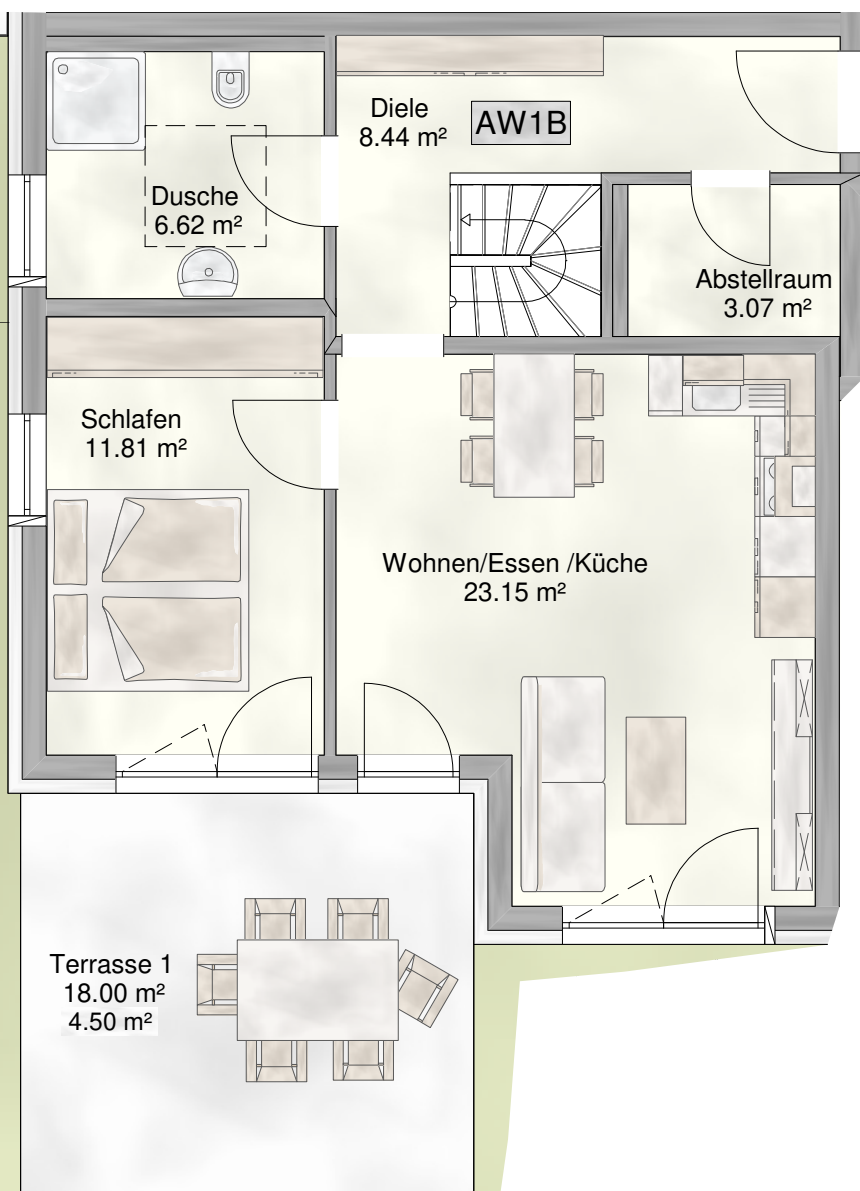 Diele
8.44 m²
AW1B
Dusche
6.62 m²
Abstellraum
3.07 m²
Schlafen
11.81 m²
Wohnen/Essen /Küche
23.15 m²
Terrasse 1
18.00 m²
4.50 m²